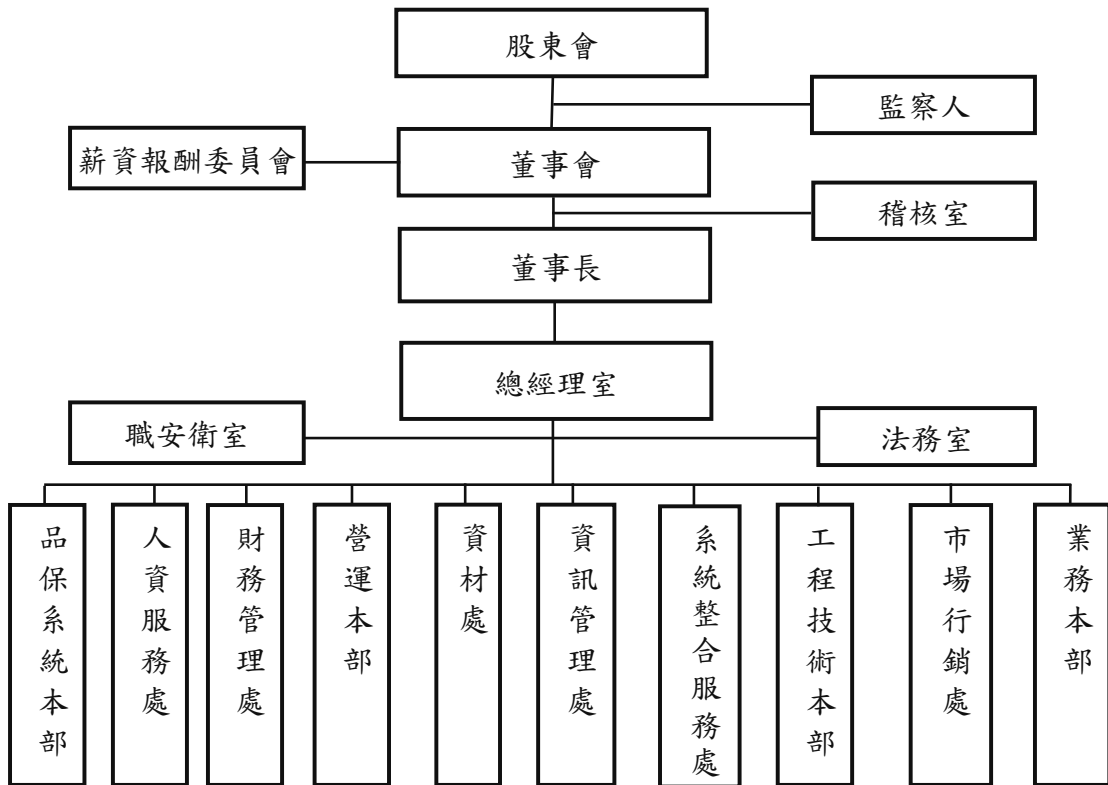 股東會
監察人
薪資報酬委員會
董事會
稽核室
董事長
總經理室
職安衛室
法務室
品保系統本部
人資服務處
財務管理處
營運本部
資材處
資訊管理處
系統整合服務處
工程技術本部
市場行銷處
業務本部